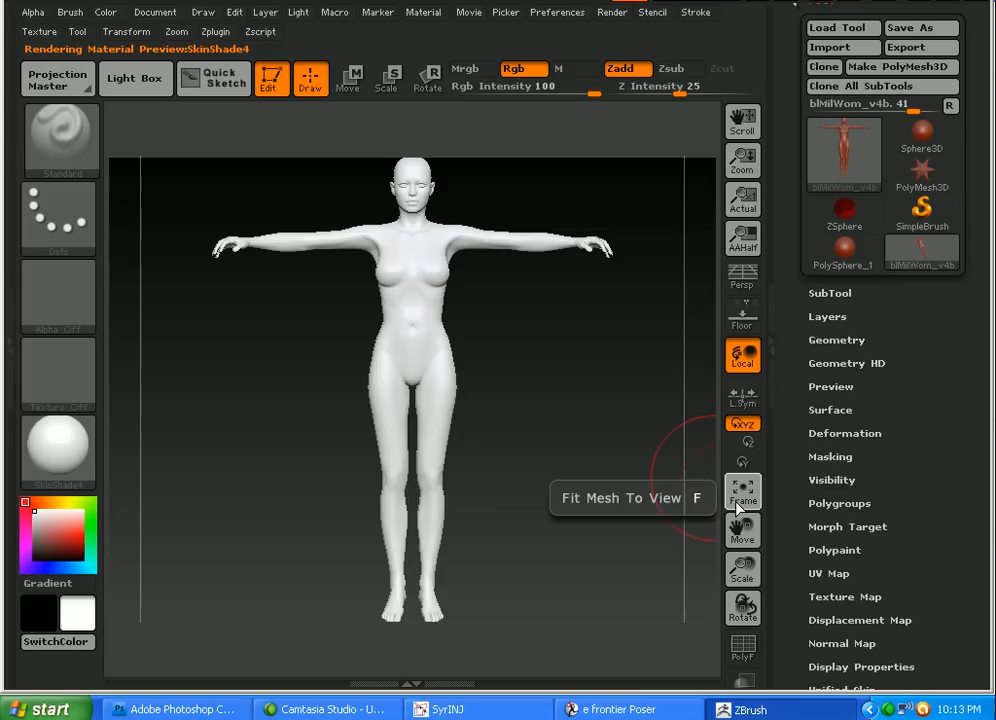 Alpha Brush Color Document Draw Edit Layer Light Macro Marker Material Movie Picker Preferences Render Stencil Stroke
Texture Tool Transform Zoom Zplugin Zscript
Rendering Material Preview:SkinShade4
Projection
Master
Light Box
Quick
Sketch
Edit
Draw
Move
Scale
Rotate
Mrgb Rgb M
Rgb Intensity 100
Zadd Zsub Zcut
Z Intensity 25
Standard
Dots
Alpha Off
Texture Off
SkinShade4
Gradient
SwitchColor
Scroll
Zoom
Actual
AAHalf
Persp
Floor
Local
L.Sym
XYZ
Z
Y
Frame
Move
Scale
Rotate
PolyF
Fit Mesh To View F
Load Tool Save As
Import Export
Clone Make PolyMesh3D
Clone All SubTools
blMilWom_v4b. 41 R
blMilWom_v4b
Sphere3D
PolyMesh3D
ZSphere
SimpleBrush
PolySphere_1
blMilWom_v4b
SubTool
Layers
Geometry
Geometry HD
Preview
Surface
Deformation
Masking
Visibility
Polygroups
Morph Target
Polypaint
UV Map
Texture Map
Displacement Map
Normal Map
Display Properties
Unified Skin
start
Ps Adobe Photoshop C...
Camtasia Studio - U...
SyrINJ
e frontier Poser
ZBrush
10:13 PM